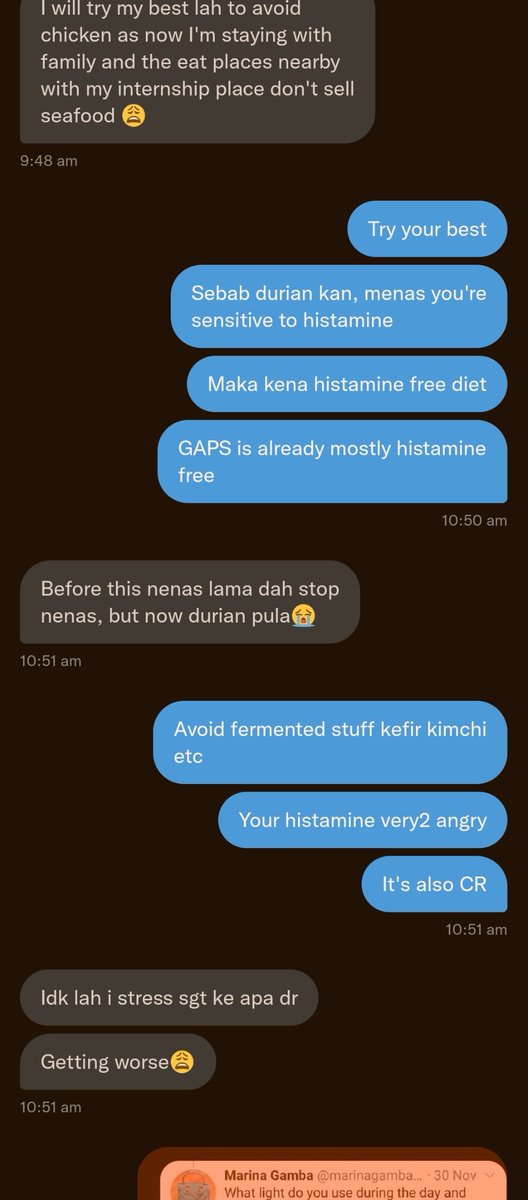 I will try my best lah to avoid
chicken as now I'm staying with
family and the eat places nearby
with my internship place don't sell
seafood 😩
9:48 am
Try your best
Sebab durian kan, menas you're
sensitive to histamine
Maka kena histamine free diet
GAPS is already mostly histamine
free
10:50 am
Before this nenas lama dah stop
nenas, but now durian pula😭
10:51 am
Avoid fermented stuff kefir kimchi
etc
Your histamine very2 angry
It's also CR
10:51 am
Idk lah i stress sgt ke apa dr
Getting worse😩
10:51 am
Marina Gamba @marinagamba... · 30 Nov
What light do you use during the day and